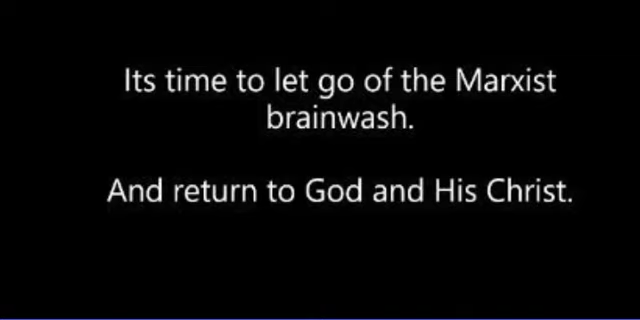 Its time to let go of the Marxist
brainwash.
And return to God and His Christ.